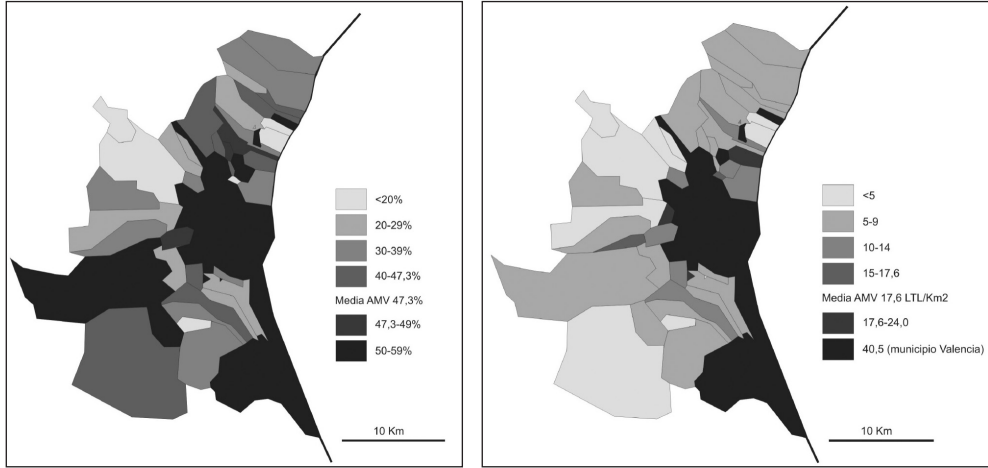 <20%
20-29%
30-39%
40-47,3%
Media AMV 47,3%
47,3-49%
50-59%
10 Km
<5
5-9
10-14
15-17,6
Media AMV 17,6 LTL/Km2
17,6-24,0
40,5 (municipio Valencia)
10 Km